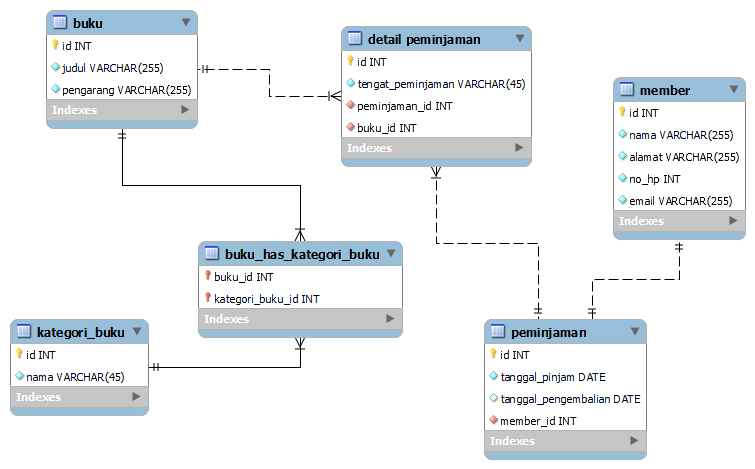 buku
id INT
judul VARCHAR(255)
pengarang VARCHAR(255)
Indexes
detail peminjaman
id INT
tengat_peminjaman VARCHAR(45)
peminjaman_id INT
buku_id INT
Indexes
member
id INT
nama VARCHAR(255)
alamat VARCHAR(255)
no_hp INT
email VARCHAR(255)
Indexes
buku_has_kategori_buku
buku_id INT
kategori_buku_id INT
Indexes
kategori_buku
id INT
nama VARCHAR(45)
Indexes
peminjaman
id INT
tanggal_pinjam DATE
tanggal_pengembalian DATE
member_id INT
Indexes